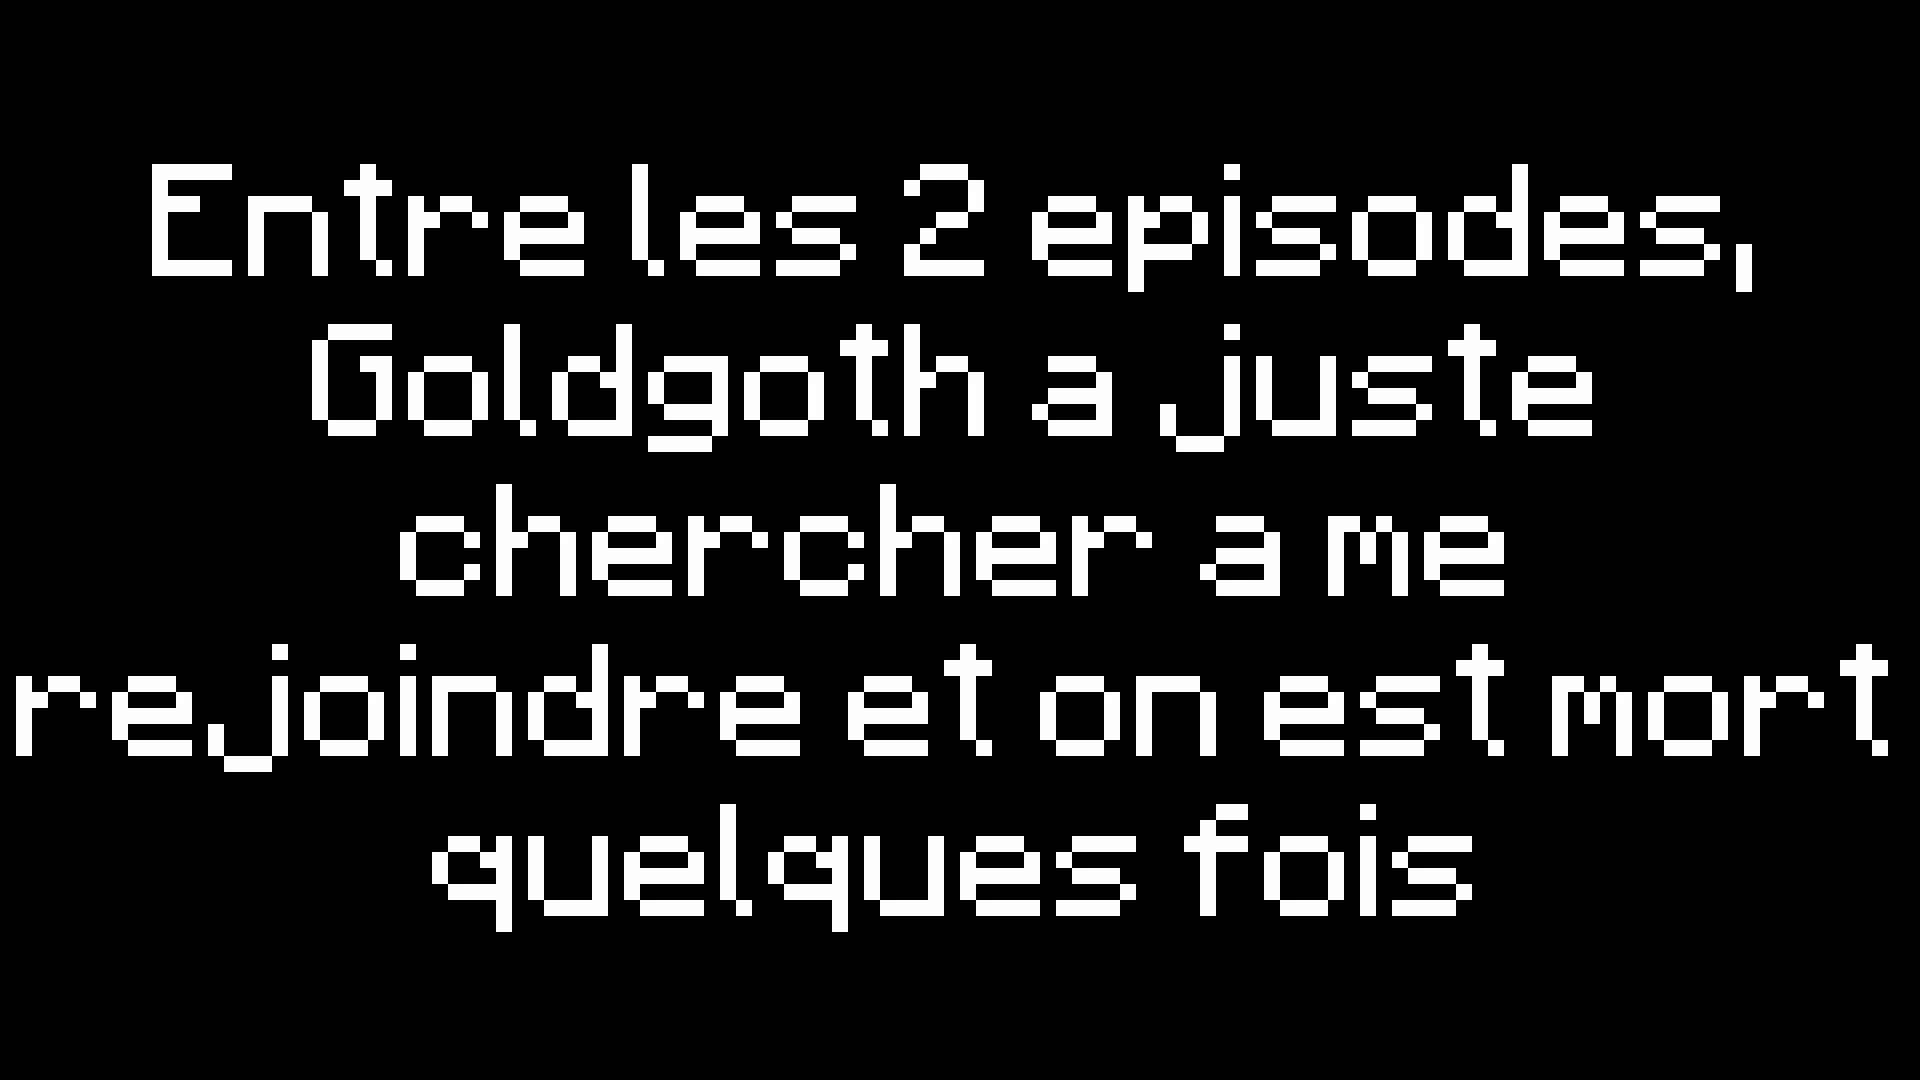 Entre les 2 episodes,
Goldgoth a juste
chercher a me
rejoindre et on est mort
quelques fois